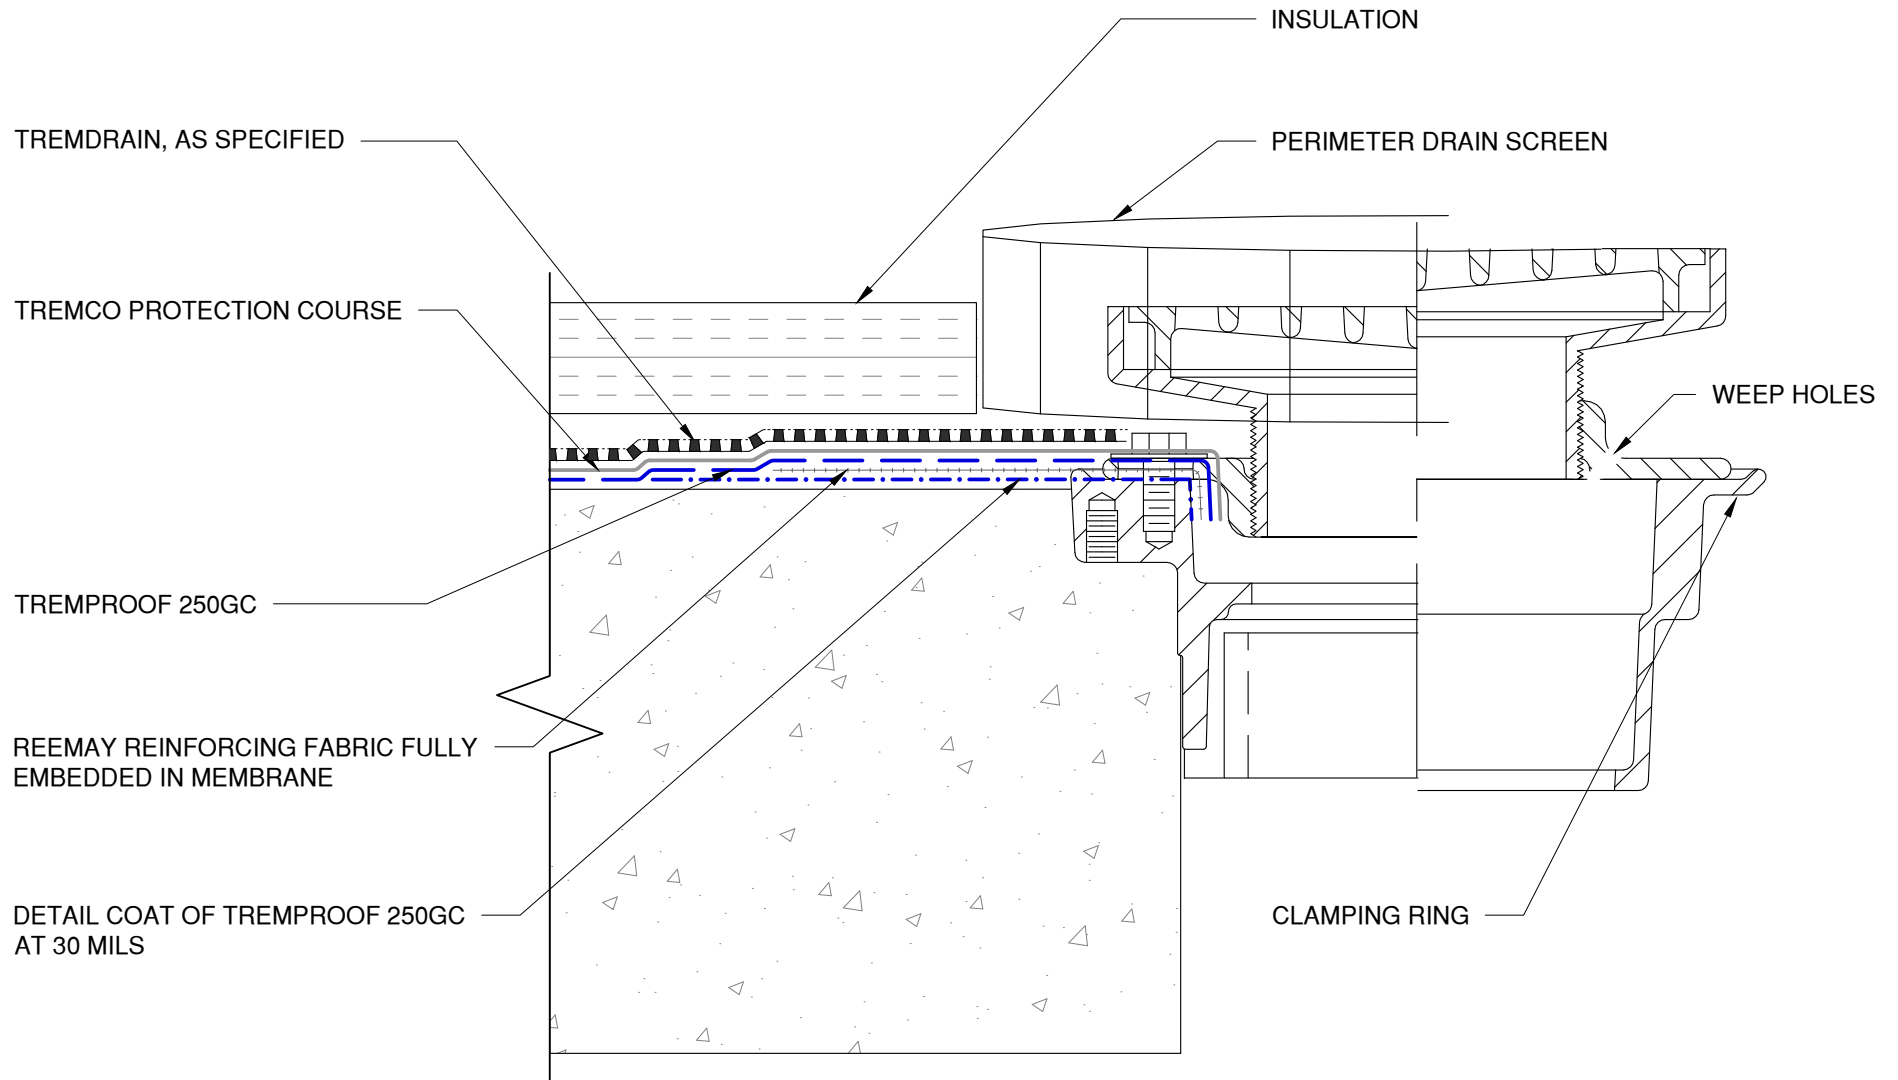 INSULATION
TREMDRAIN, AS SPECIFIED
PERIMETER DRAIN SCREEN
TREMCO PROTECTION COURSE
WEEP HOLES
TREMPROOF 250GC
REEMAY REINFORCING FABRIC FULLY
EMBEDDED IN MEMBRANE
DETAIL COAT OF TREMPROOF 250GC
AT 30 MILS
CLAMPING RING